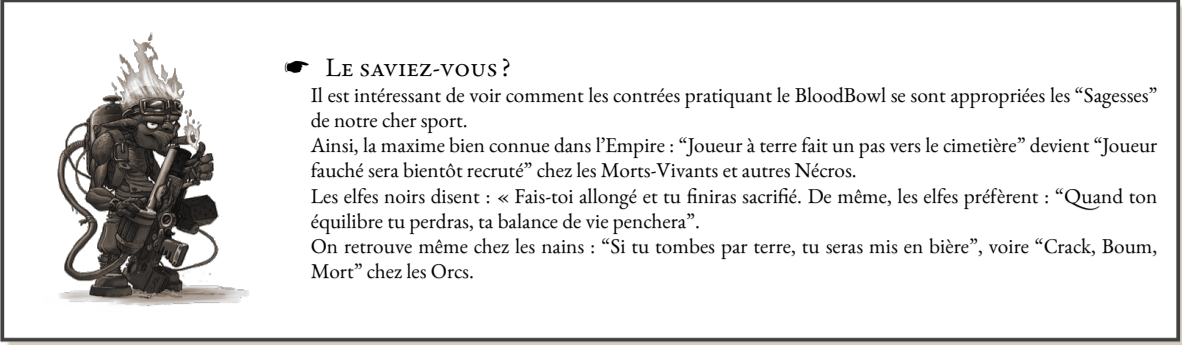 ☛ Le saviez-vous ?
Il est intéressant de voir comment les contrées pratiquant le BloodBowl se sont appropriées les “Sagesses”
de notre cher sport.
Ainsi, la maxime bien connue dans l’Empire : “Joueur à terre fait un pas vers le cimetière” devient “Joueur
fauché sera bientôt recruté” chez les Morts-Vivants et autres Nécros.
Les elfes noirs disent : « Fais-toi allongé et tu finiras sacrifié. De même, les elfes préfèrent : “Quand ton
équilibre tu perdras, ta balance de vie penchera”.
On retrouve même chez les nains : “Si tu tombes par terre, tu seras mis en bière”, voire “Crack, Boum,
Mort” chez les Orcs.